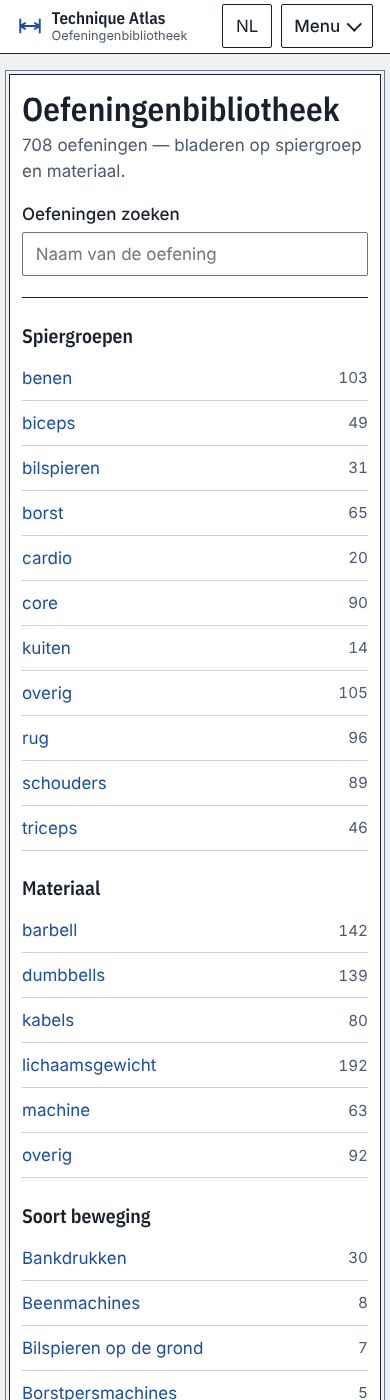 Technique Atlas
Oefeningenbibliotheek
NL
Menu
Oefeningenbibliotheek
708 oefeningen — bladeren op spiergroep
en materiaal.
Oefeningen zoeken
Naam van de oefening
Spiergroepen
benen 103
biceps 49
bilspieren 31
borst 65
cardio 20
core 90
kuiten 14
overig 105
rug 96
schouders 89
triceps 46
Materiaal
barbell 142
dumbbells 139
kabels 80
lichaamsgewicht 192
machine 63
overig 92
Soort beweging
Bankdrukken 30
Beenmachines 8
Bilspieren op de grond 7
Borstpersmachines 5